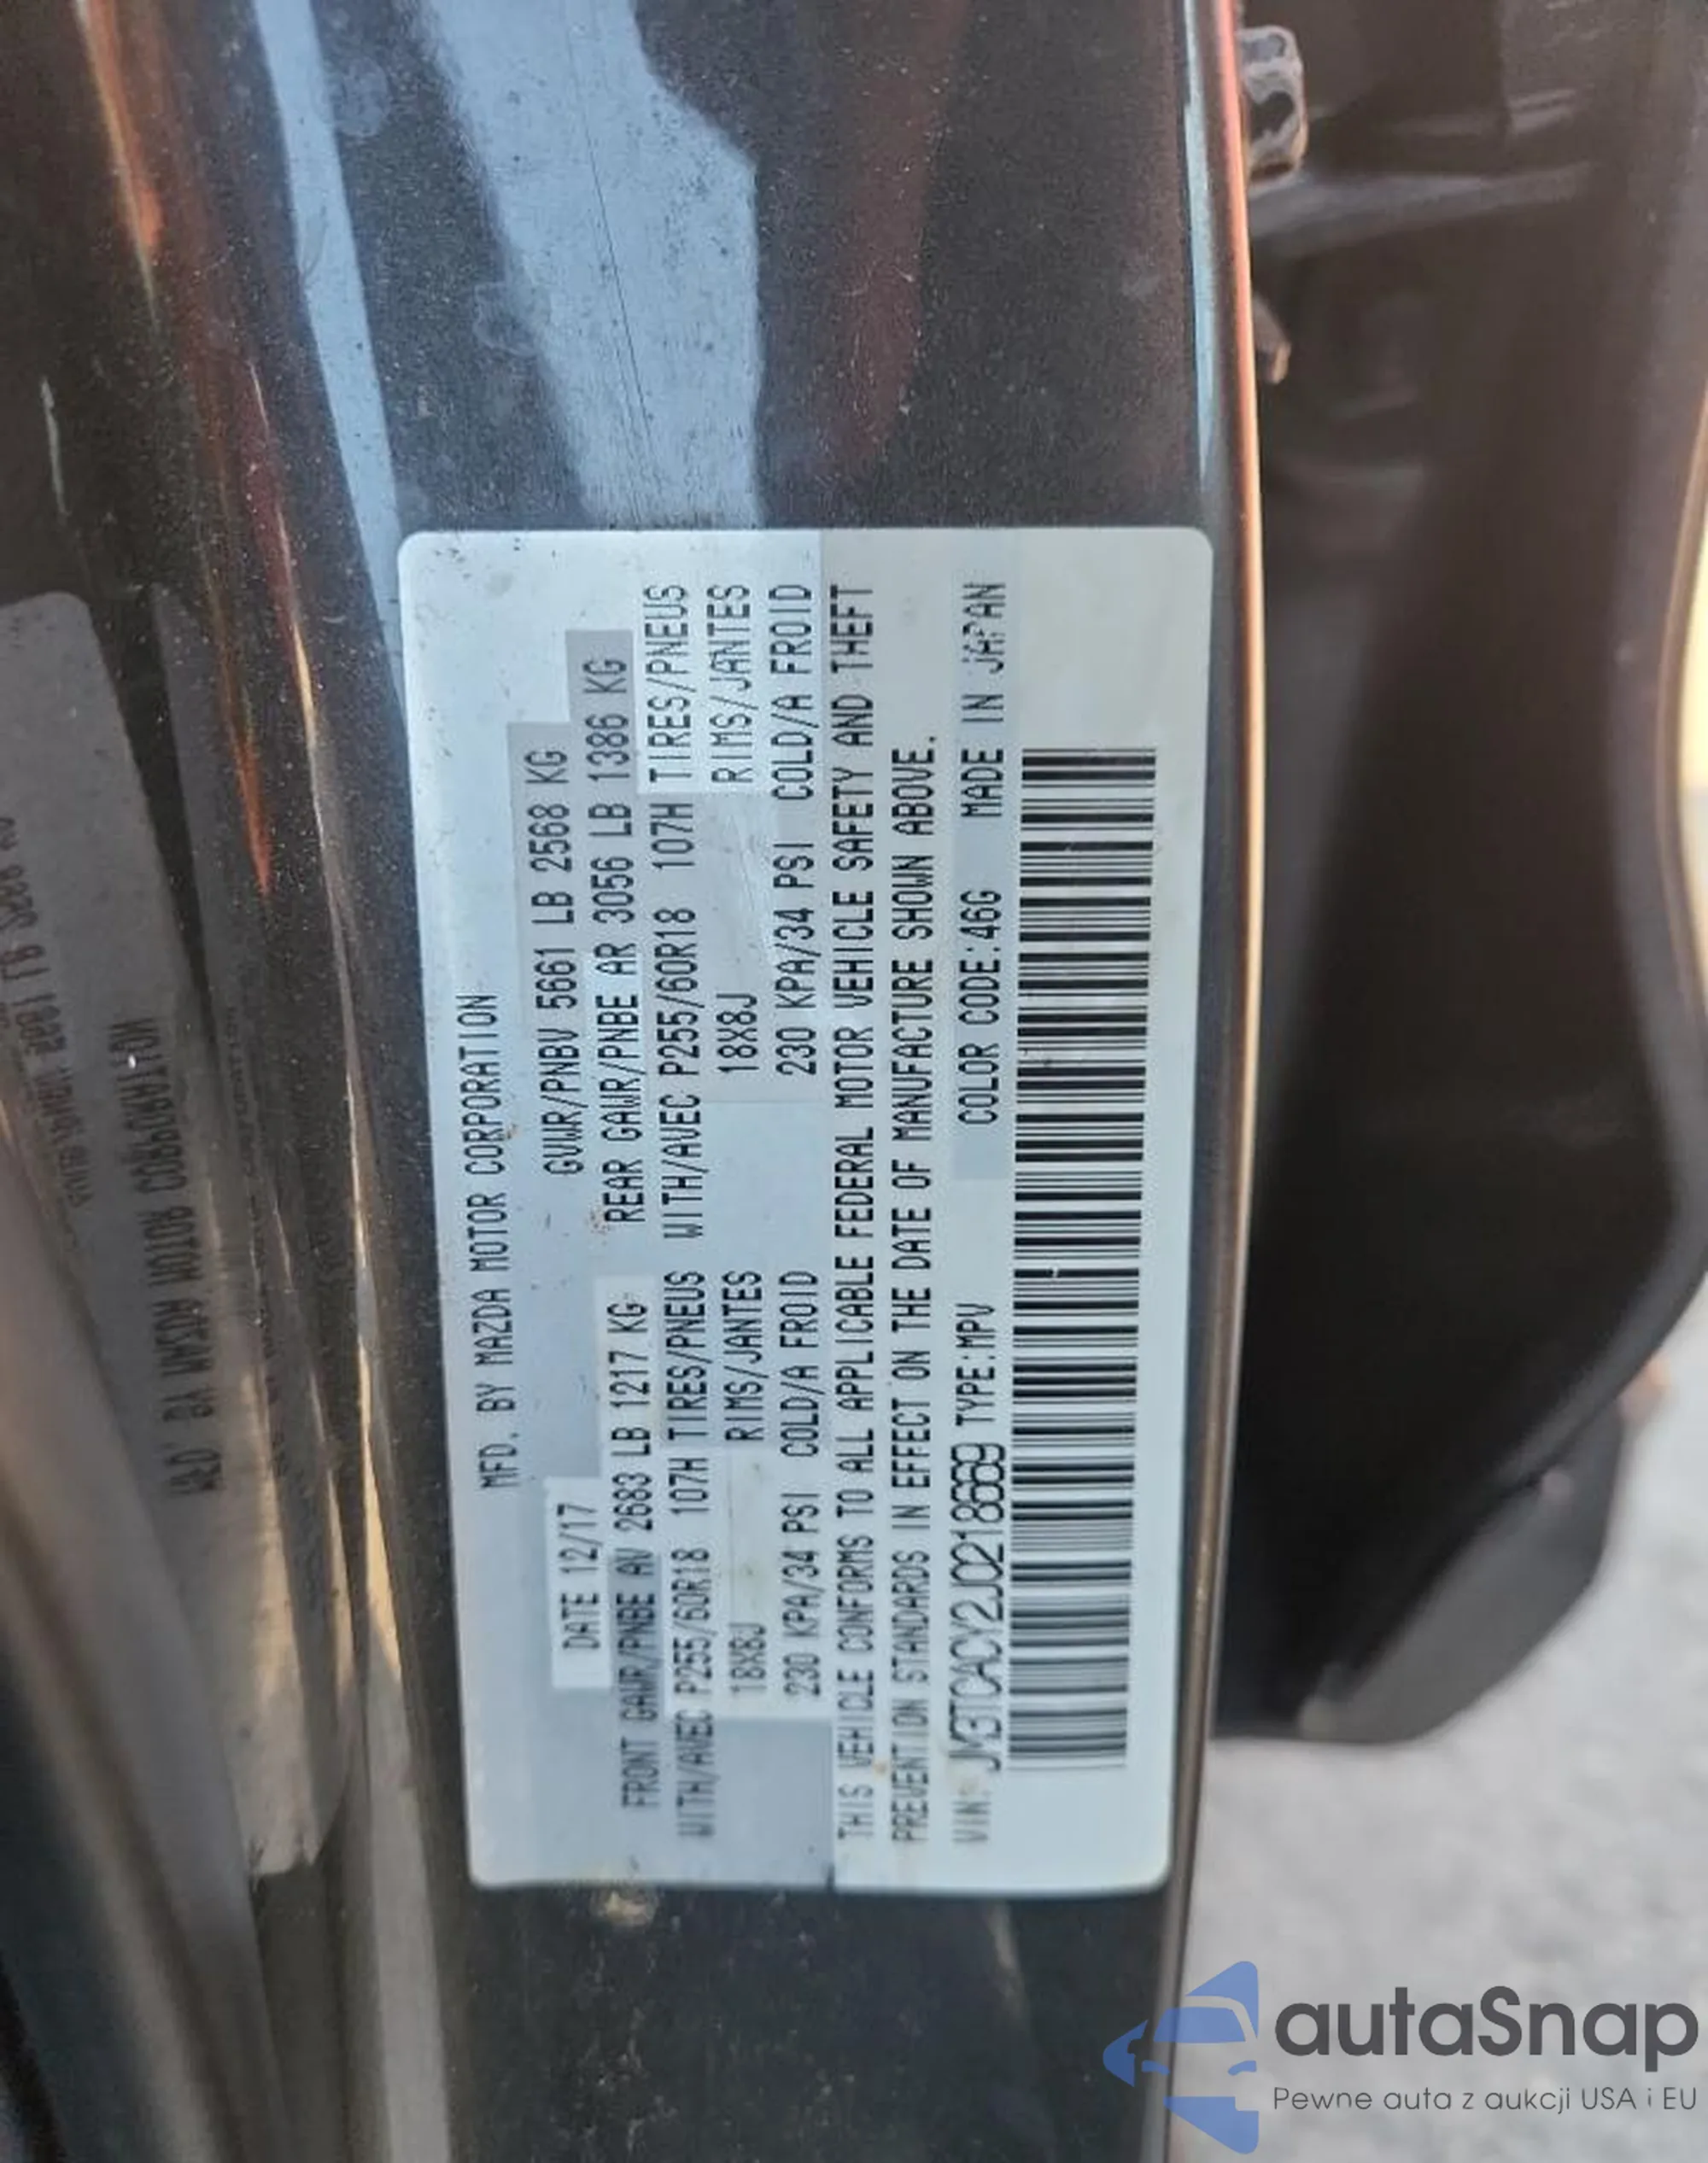 MFD. BY MAZDA MOTOR CORPORATION
DATE 12/17 GVWR/PNBV 5661 LB 2568 KG
FRONT GAWR/PNBE AV 2683 LB 1217 KG REAR GAWR/PNBE AR 3056 LB 1386 KG
WITH/AVEC P255/60R18 107H TIRES/PNEUS WITH/AVEC P255/60R18 107H TIRES/PNEUS
18X8J RIMS/JANTES 18X8J RIMS/JANTES
230 KPA/34 PSI COLD/A FROID 230 KPA/34 PSI COLD/A FROID
THIS VEHICLE CONFORMS TO ALL APPLICABLE FEDERAL MOTOR VEHICLE SAFETY AND THEFT
PREVENTION STANDARDS IN EFFECT ON THE DATE OF MANUFACTURE SHOWN ABOVE.
VIN: JM3TCACY2J0218669 TYPE:MPV COLOR CODE:46G MADE IN JAPAN
autaSnap
Pewne auta z aukcji USA i EU